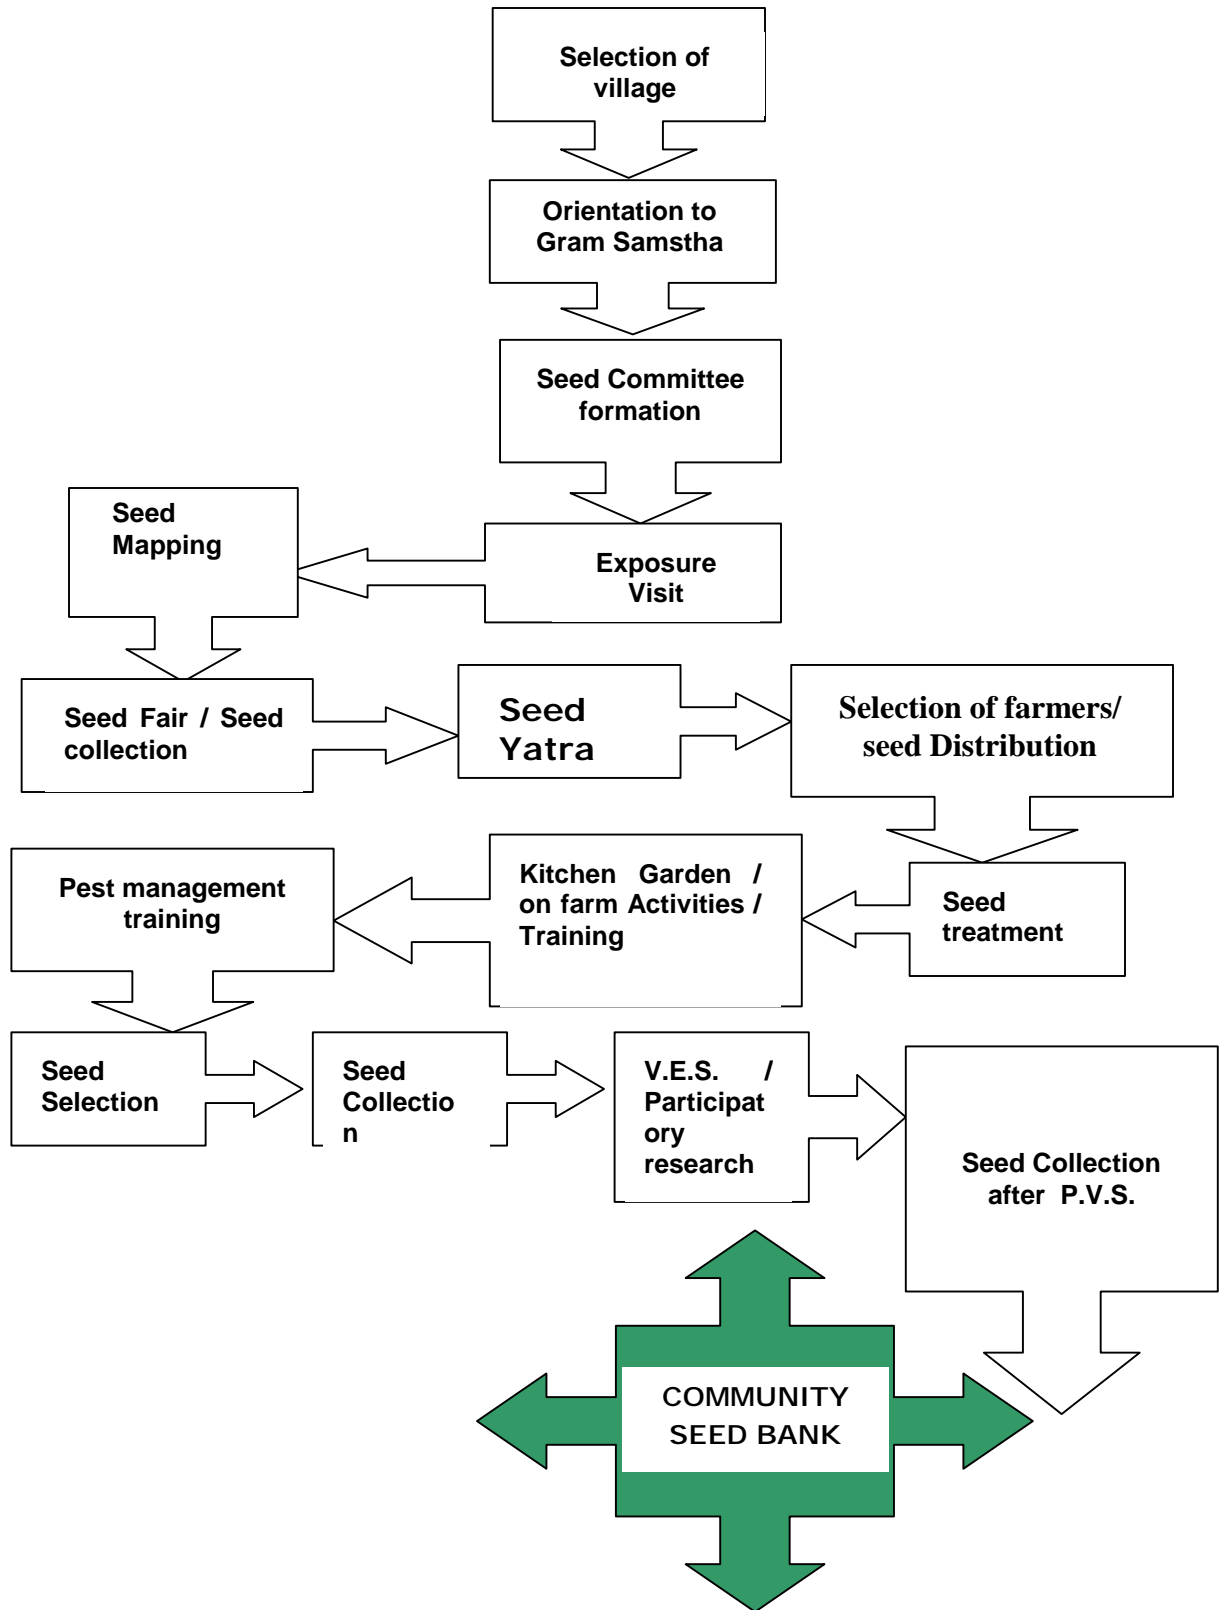 Selection of
village
Orientation to
Gram Samstha
Seed Committee
formation
Exposure
Visit
Seed
Mapping
Seed Fair / Seed
collection
Seed
Yatra
Selection of farmers/
seed Distribution
Seed
treatment
Kitchen Garden /
on farm Activities /
Training
Pest management
training
Seed
Selection
Seed
Collectio
n
V.E.S. /
Participat
ory
research
Seed Collection
after P.V.S.
COMMUNITY
SEED BANK